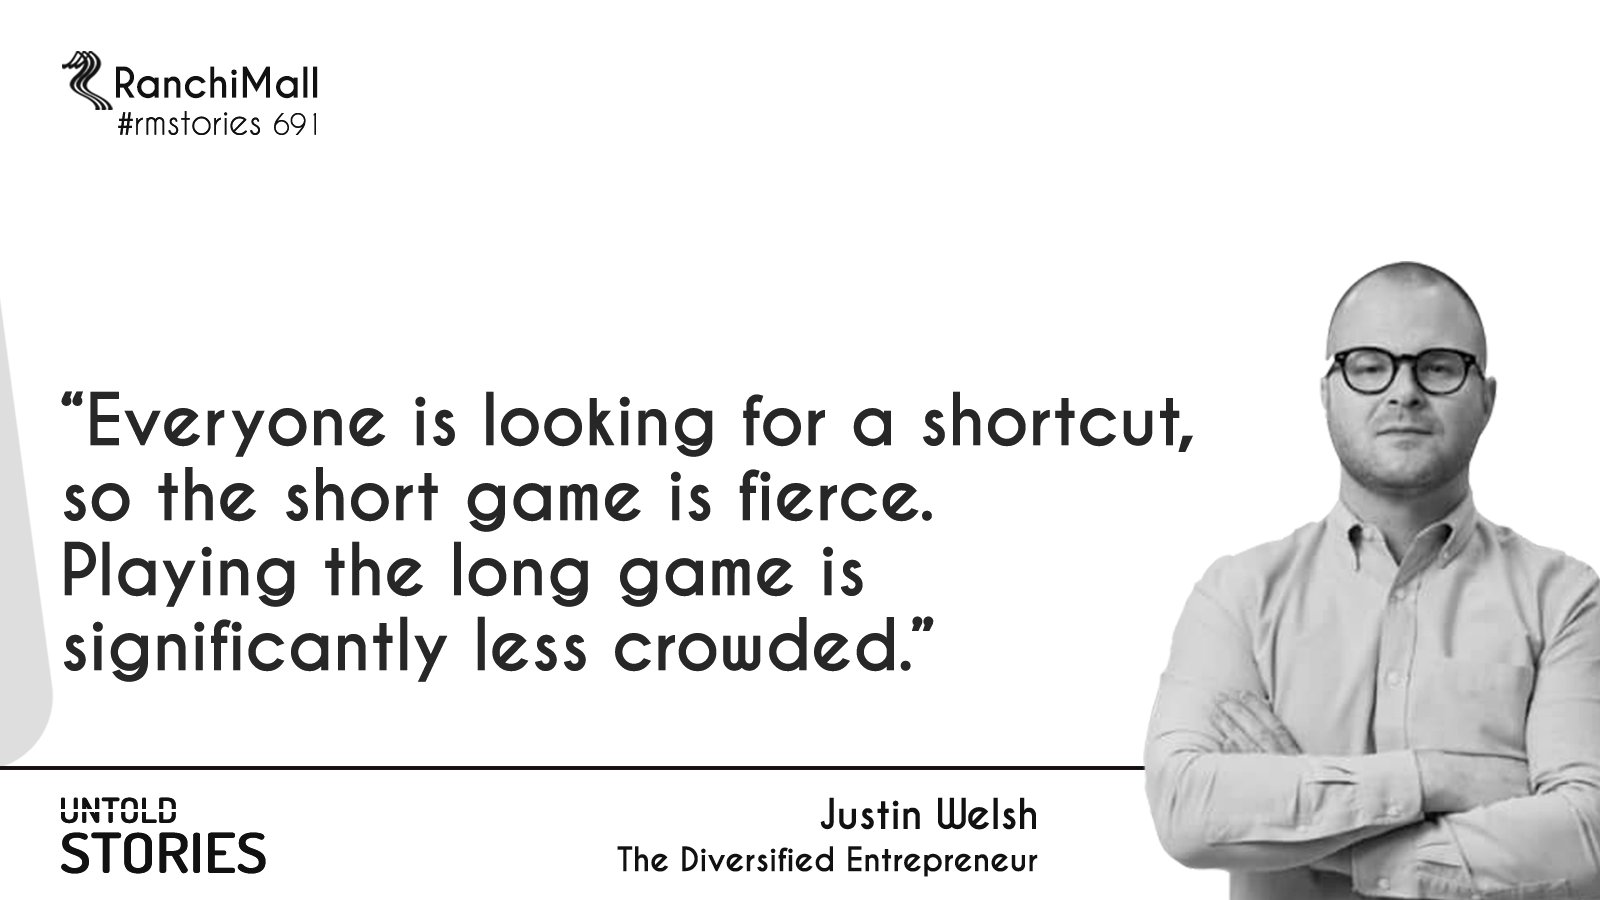 RanchiMall
#rmstories 691
“Everyone is looking for a shortcut,
so the short game is fierce.
Playing the long game is
significantly less crowded.”
UNTOLD
STORIES
Justin Welsh
The Diversified Entrepreneur